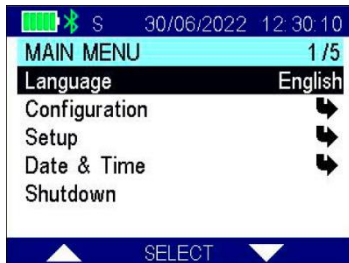 S 30/06/2022 12:30:10
MAIN MENU 1/5
Language English
Configuration
Setup
Date & Time
Shutdown
SELECT